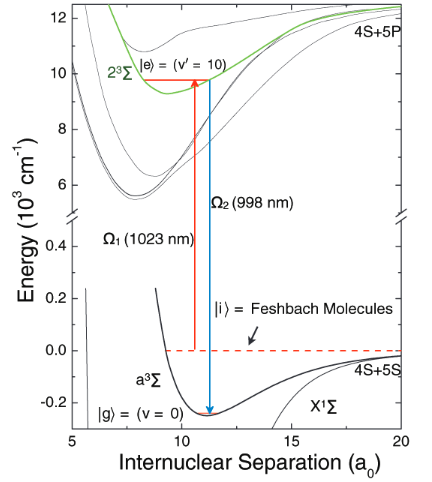 12
10
8
6
0.4
0.2
0.0
-0.2
Energy (10³ cm⁻¹)
4S+5P
2³Σ
|e⟩ = (v' = 10)
Ω₂ (998 nm)
Ω₁ (1023 nm)
|i⟩ = Feshbach Molecules
a³Σ
4S+5S
X¹Σ
|g⟩ = (v = 0)
5 10 15 20
Internuclear Separation (a₀)